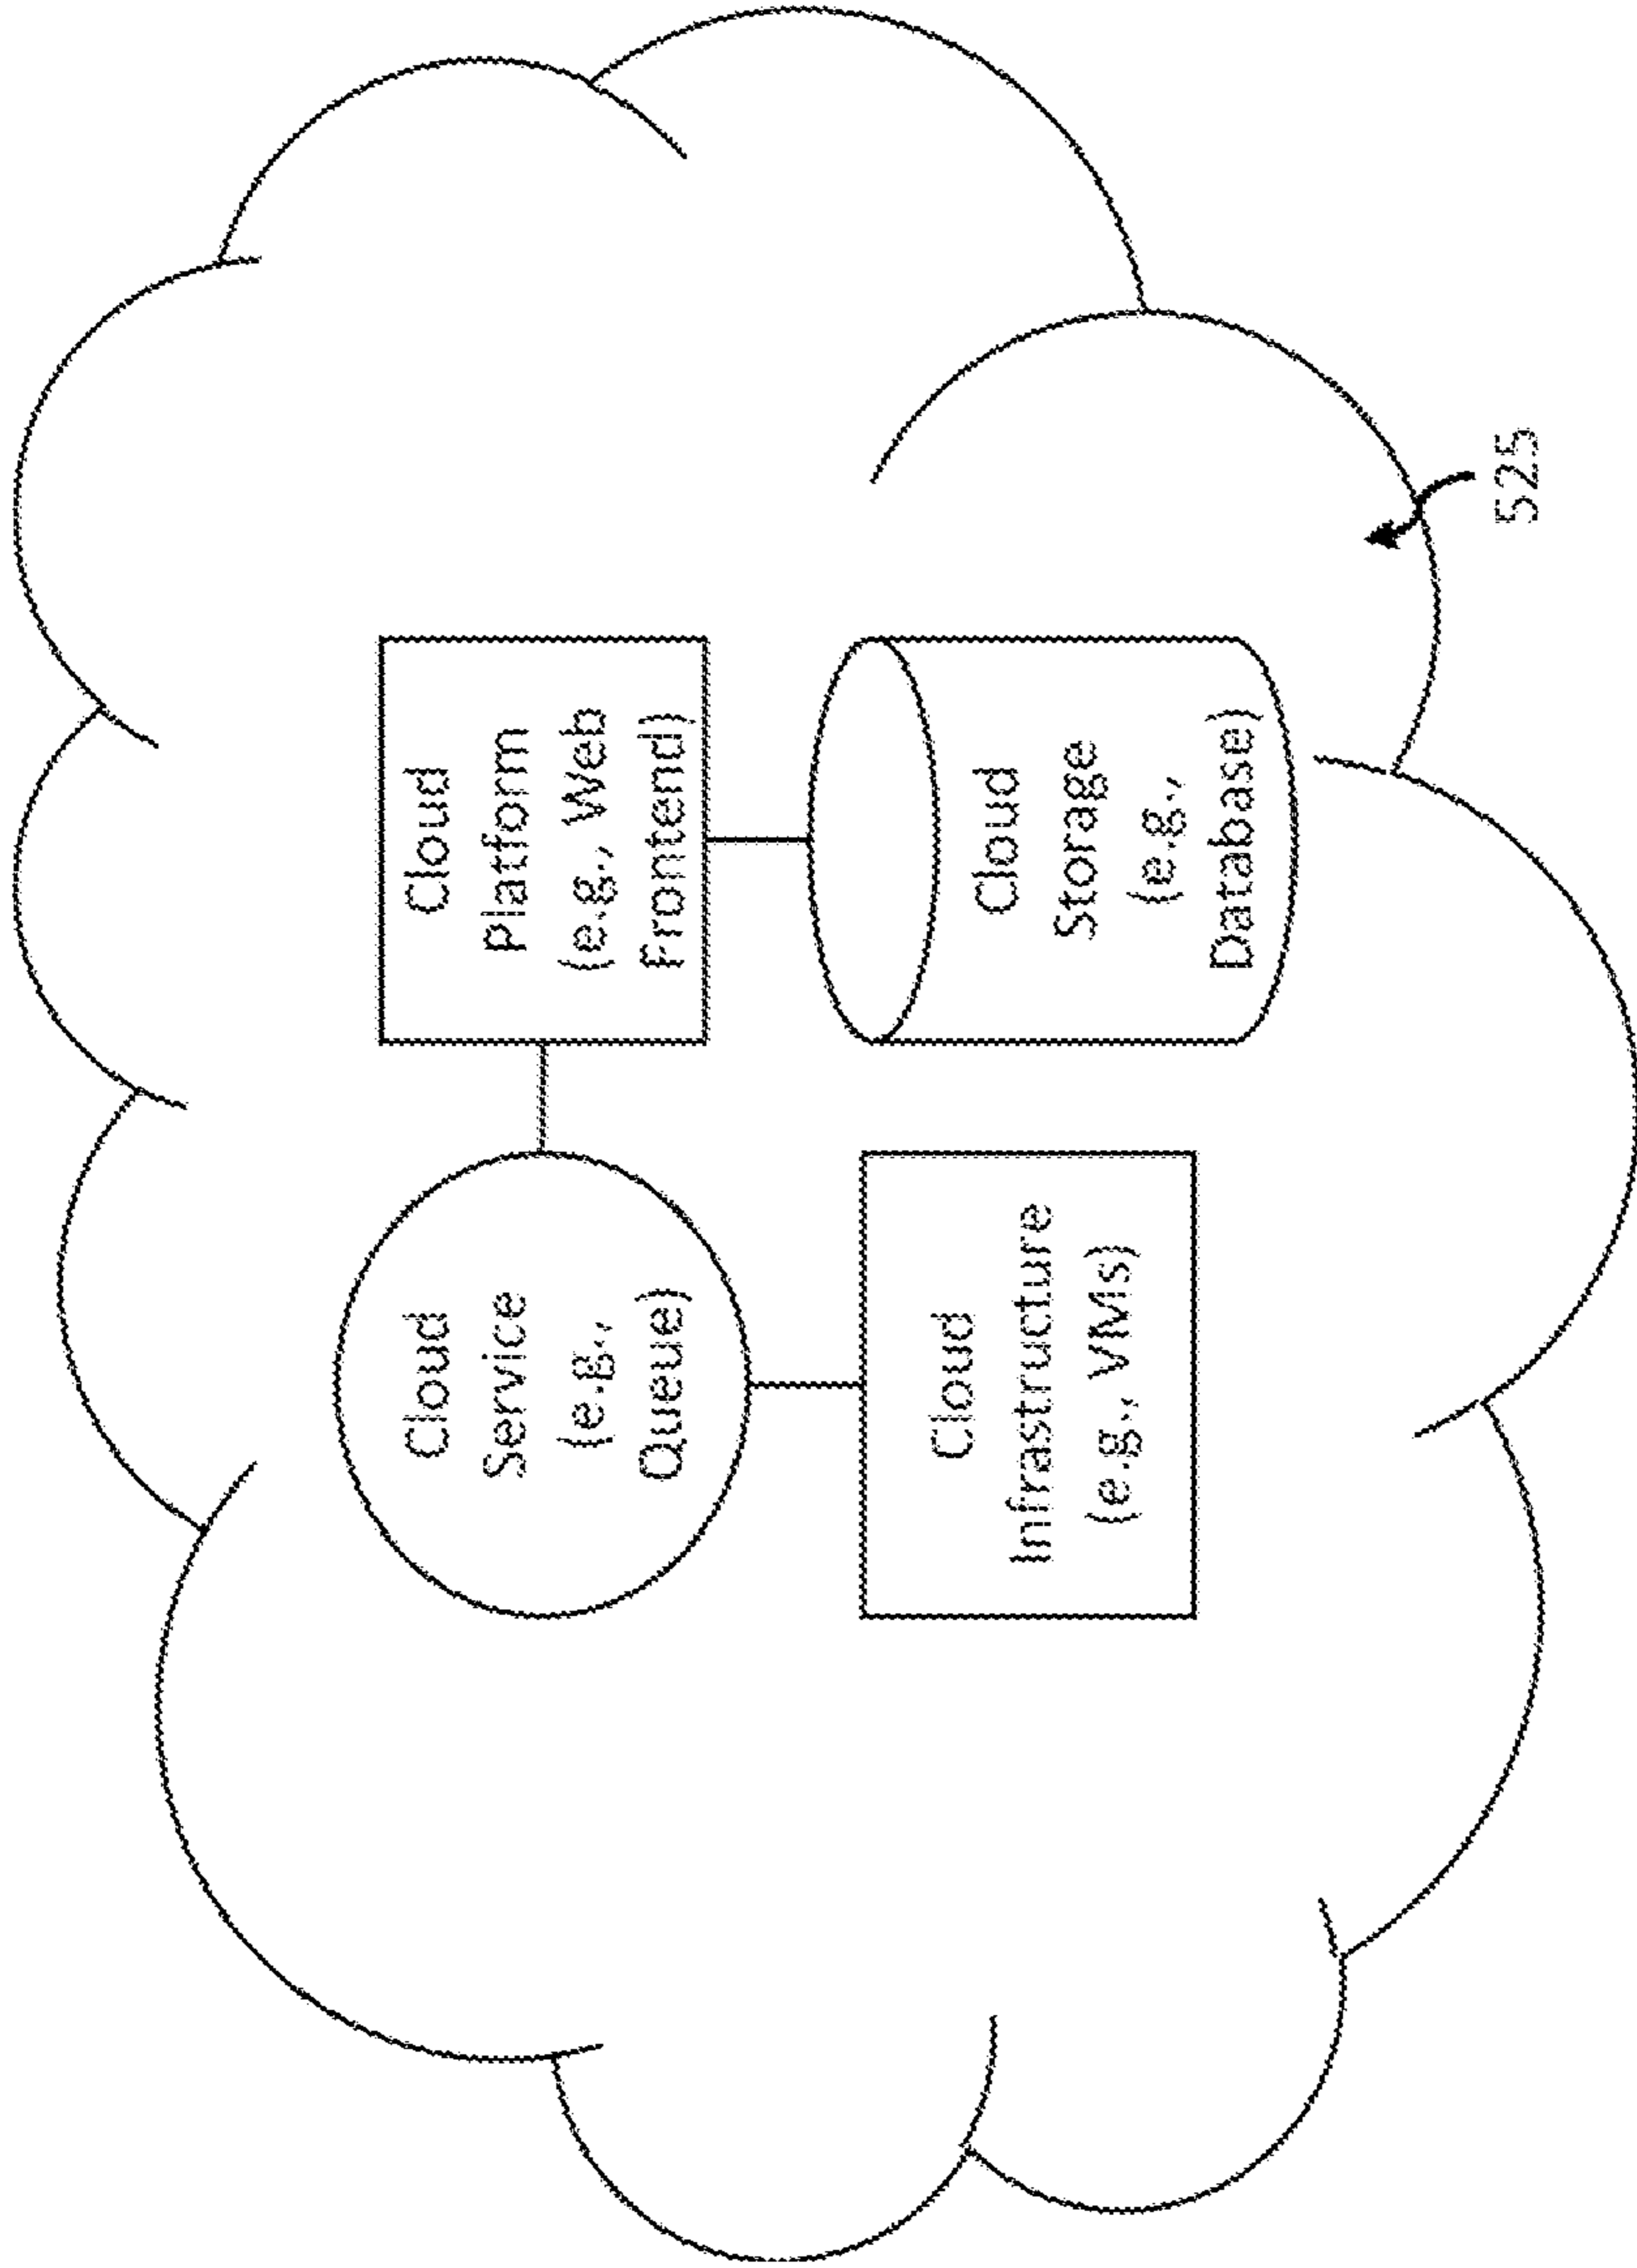 Cloud
Service
(e.g.,
Queue)
Cloud
Platform
(e.g., Web
Frontend)
Cloud
Infrastructure
(e.g., VMs)
Cloud
Storage
(e.g.,
Database)
525